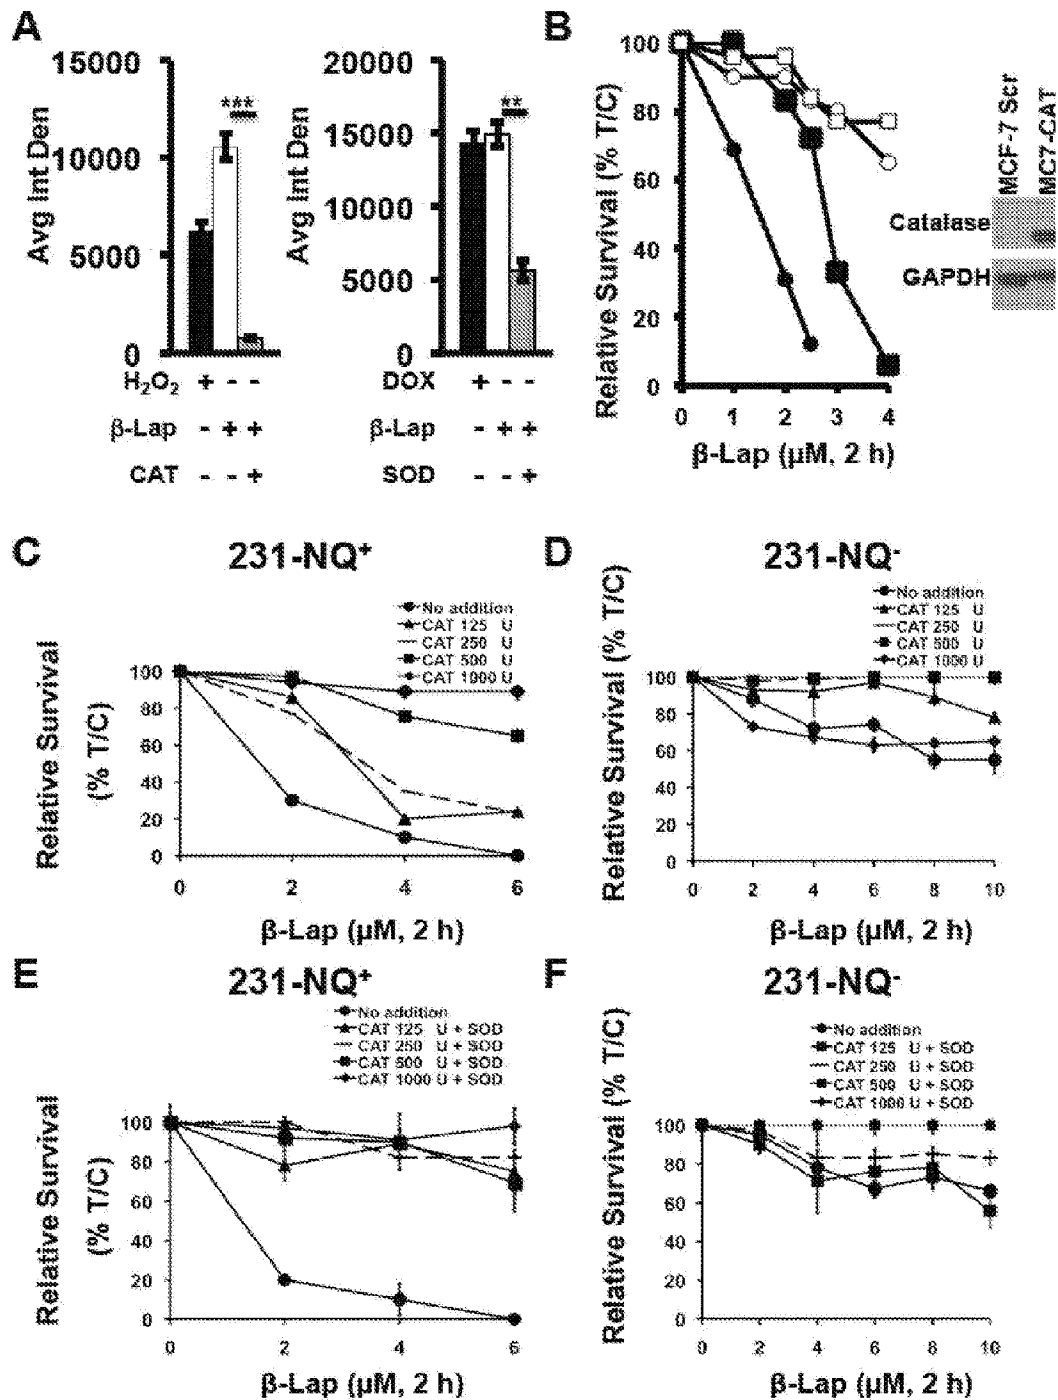 A
Avg Int Den
15000
10000
5000
0
***
H₂O₂ + - -
β-Lap - + +
CAT - - +
Avg Int Den
20000
15000
10000
5000
0
**
DOX + - -
β-Lap - + +
SOD - - +
B
Relative Survival (% T/C)
100
80
60
40
20
0
0 1 2 3 4
β-Lap (µM, 2 h)
MCF-7 Scr
MC7-CAT
Catalase
GAPDH
C
231-NQ⁺
No addition
CAT 125 U
CAT 250 U
CAT 500 U
CAT 1000 U
Relative Survival
(% T/C)
100
80
60
40
20
0
0 2 4 6
β-Lap (µM, 2 h)
D
231-NQ⁻
No addition
CAT 125 U
CAT 250 U
CAT 500 U
CAT 1000 U
Relative Survival (% T/C)
100
80
60
40
20
0
0 2 4 6 8 10
β-Lap (µM, 2 h)
E
231-NQ⁺
No addition
CAT 125 U + SOD
CAT 250 U + SOD
CAT 500 U + SOD
CAT 1000 U + SOD
Relative Survival
(% T/C)
100
80
60
40
20
0
0 2 4 6
β-Lap (µM, 2 h)
F
231-NQ⁻
No addition
CAT 125 U + SOD
CAT 250 U + SOD
CAT 500 U + SOD
CAT 1000 U + SOD
Relative Survival (% T/C)
100
80
60
40
20
0
0 2 4 6 8 10
β-Lap (µM, 2 h)